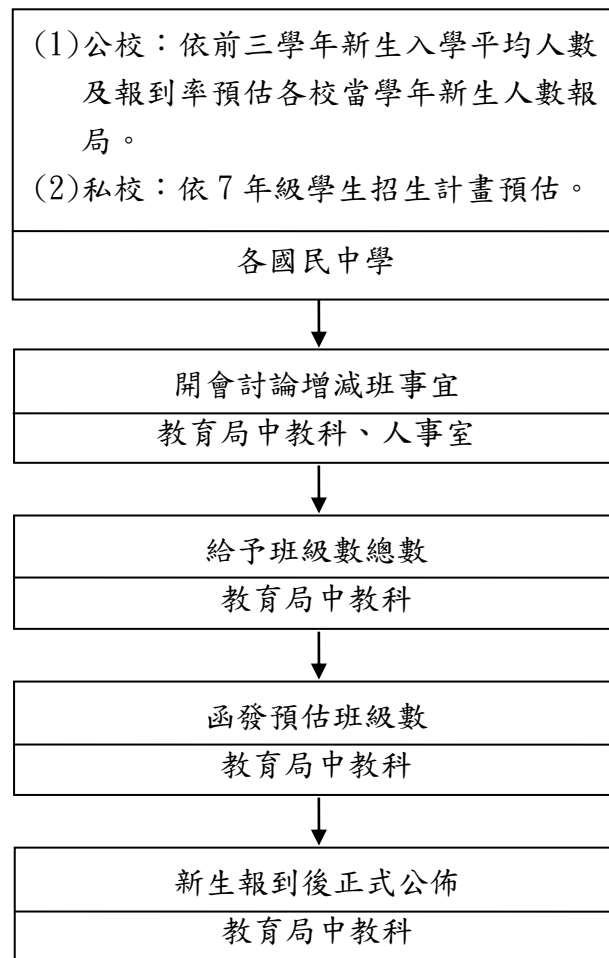 (1)公校：依前三學年新生入學平均人數
及報到率預估各校當學年新生人數報
局。
(2)私校：依7年級學生招生計畫預估。
各國民中學
開會討論增減班事宜
教育局中教科、人事室
給予班級數總數
教育局中教科
函發預估班級數
教育局中教科
新生報到後正式公佈
教育局中教科